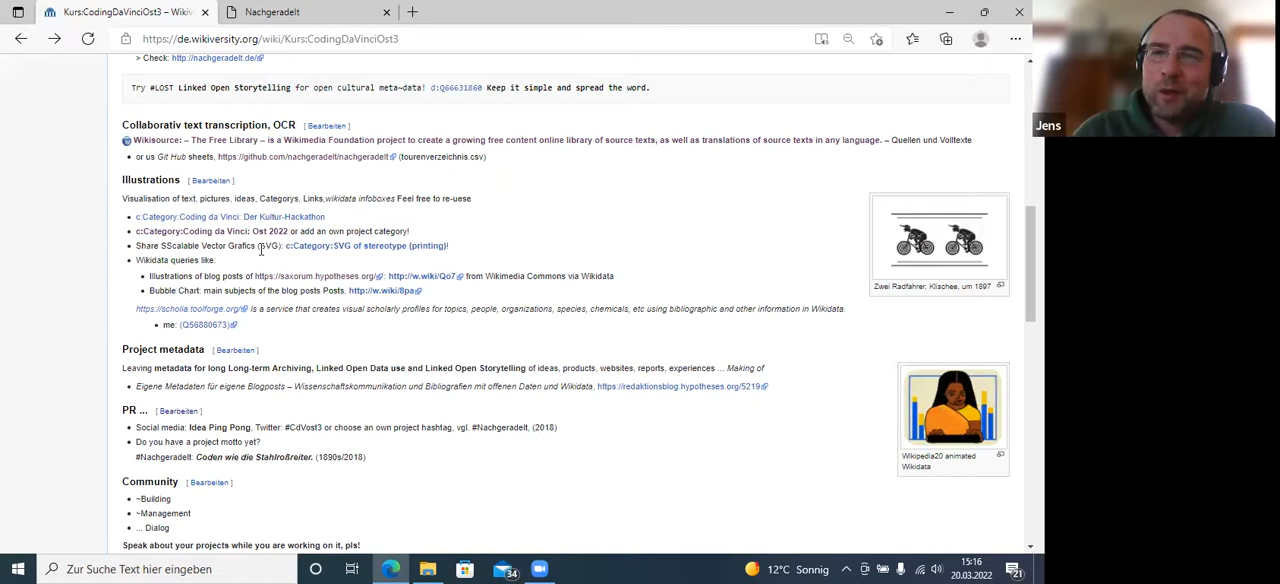 Kurs:CodingDaVinciOst3 – Wikiv
Nachgeradelt
https://de.wikiversity.org/wiki/Kurs:CodingDaVinciOst3
> Check: http://nachgeradelt.de/
Try #LOST Linked Open Storytelling for open cultural meta~data! d:Q66631860 Keep it simple and spread the word.
Collaborativ text transcription, OCR [ Bearbeiten ]
Wikisource: – The Free Library – is a Wikimedia Foundation project to create a growing free content online library of source texts, as well as translations of source texts in any language. – Quellen und Volltexte
or us Git Hub sheets, https://github.com/nachgeradelt/nachgeradelt (tourenverzeichnis.csv)
Illustrations [ Bearbeiten ]
Visualisation of text, pictures, ideas, Categorys, Links,wikidata infoboxes Feel free to re-uese
c:Category:Coding da Vinci: Der Kultur-Hackathon
c:Category:Coding da Vinci: Ost 2022 or add an own project category!
Share SScalable Vector Grafics (SVG): c:Category:SVG of stereotype (printing)!
Wikidata queries like:
Illustrations of blog posts of https://saxorum.hypotheses.org/: http://w.wiki/Qo7 from Wikimedia Commons via Wikidata
Bubble Chart: main subjects of the blog posts Posts, http://w.wiki/8pa
https://scholia.toolforge.org/ is a service that creates visual scholarly profiles for topics, people, organizations, species, chemicals, etc using bibliographic and other information in Wikidata.
me: (Q56880673)
Zwei Radfahrer, Klischee, um 1897
Project metadata [ Bearbeiten ]
Leaving metadata for long Long-term Archiving, Linked Open Data use and Linked Open Storytelling of ideas, products, websites, reports, experiences ... Making of
Eigene Metadaten für eigene Blogposts – Wissenschaftskommunikation und Bibliografien mit offenen Daten und Wikidata, https://redaktionsblog.hypotheses.org/5219
PR ... [ Bearbeiten ]
Social media: Idea Ping Pong, Twitter: #CdVost3 or choose an own project hashtag, vgl. #Nachgeradelt, (2018)
Do you have a project motto yet?
#Nachgeradelt: Coden wie die Stahlroßreiter. (1890s/2018)
Wikipedia20 animated
Wikidata
Community [ Bearbeiten ]
~Building
~Management
... Dialog
Speak about your projects while you are working on it, pls!
Jens
Zur Suche Text hier eingeben
34
12°C Sonnig
15:16
20.03.2022
21